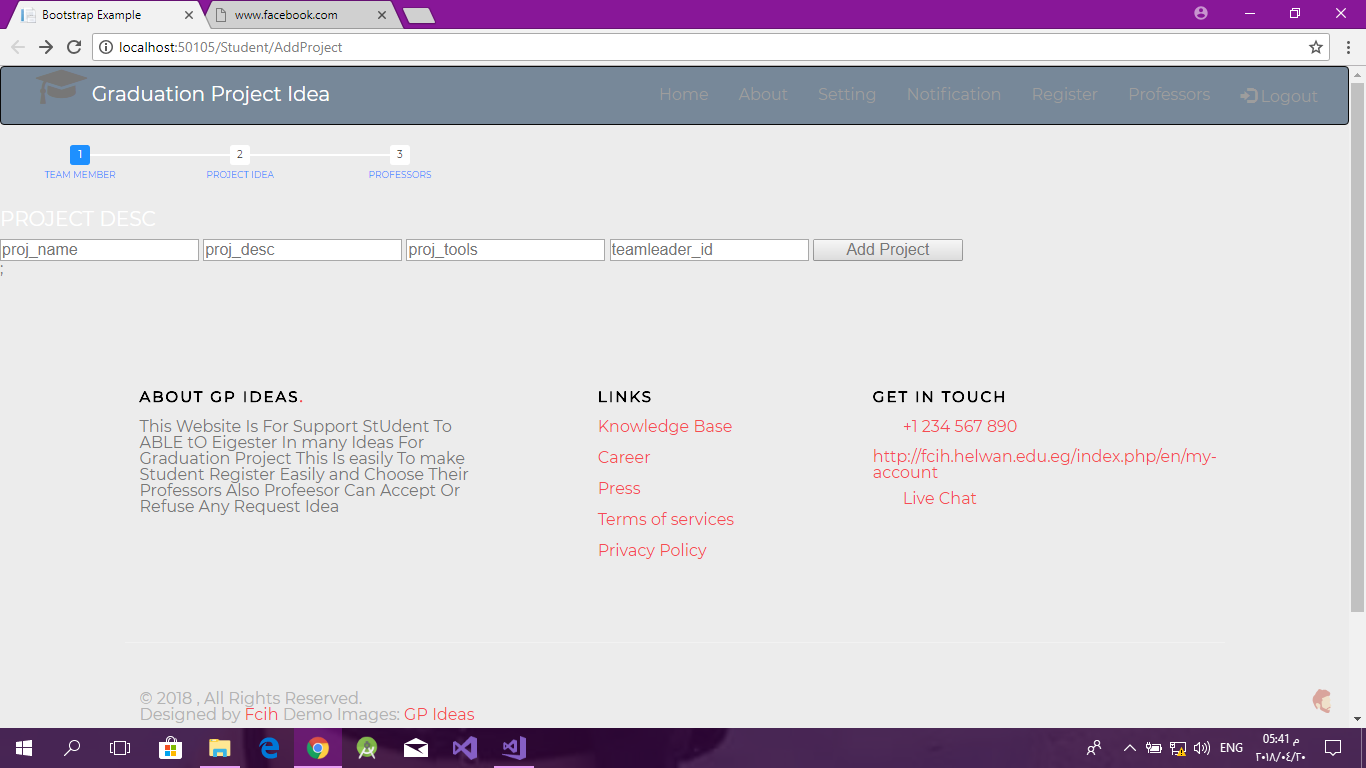 Bootstrap Example
www.facebook.com
localhost:50105/Student/AddProject
Graduation Project Idea
Home About Setting Notification Register Professors Logout
1 2 3
TEAM MEMBER PROJECT IDEA PROFESSORS
PROJECT DESC
proj_name proj_desc proj_tools teamleader_id Add Project
;
ABOUT GP IDEAS.
This Website Is For Support StUdent To
ABLE tO Eigester In many Ideas For
Graduation Project This Is easily To make
Student Register Easily and Choose Their
Professors Also Profeesor Can Accept Or
Refuse Any Request Idea
LINKS
Knowledge Base
Career
Press
Terms of services
Privacy Policy
GET IN TOUCH
+1 234 567 890
http://fcih.helwan.edu.eg/index.php/en/my-
account
Live Chat
© 2018 , All Rights Reserved.
Designed by Fcih Demo Images: GP Ideas
ENG
05:41 م
٢٠١٨/٠٤/٢٠